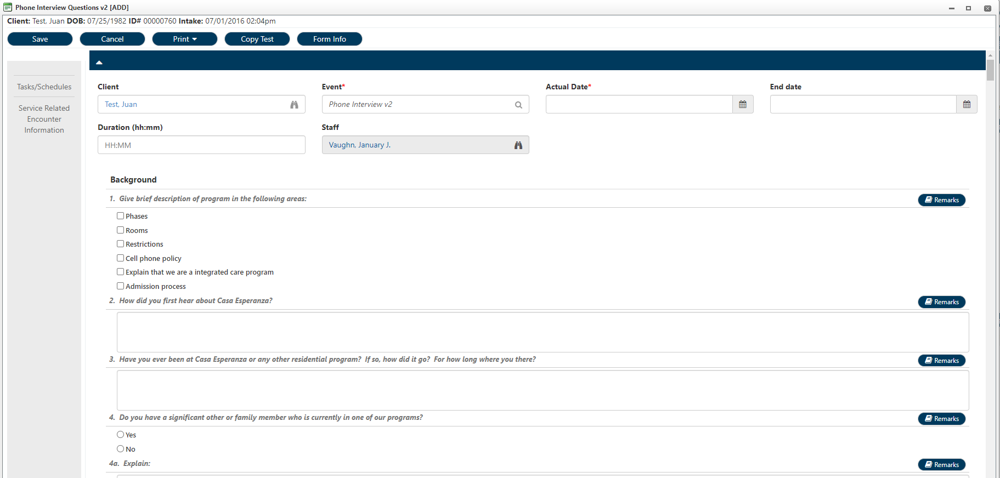 Phone Interview Questions v2 [ADD]
Client: Test, Juan DOB: 07/25/1982 ID# 00000760 Intake: 07/01/2016 02:04pm
Save Cancel Print Copy Test Form Info
Tasks/Schedules
Service Related
Encounter
Information
Client Event* Actual Date* End date
Test, Juan Phone Interview v2
Duration (hh:mm) Staff
HH:MM Vaughn, January J.
Background
1. Give brief description of program in the following areas: Remarks
Phases
Rooms
Restrictions
Cell phone policy
Explain that we are a integrated care program
Admission process
2. How did you first hear about Casa Esperanza? Remarks
3. Have you ever been at Casa Esperanza or any other residential program? If so, how did it go? For how long where you there? Remarks
4. Do you have a significant other or family member who is currently in one of our programs? Remarks
Yes
No
4a. Explain: Remarks